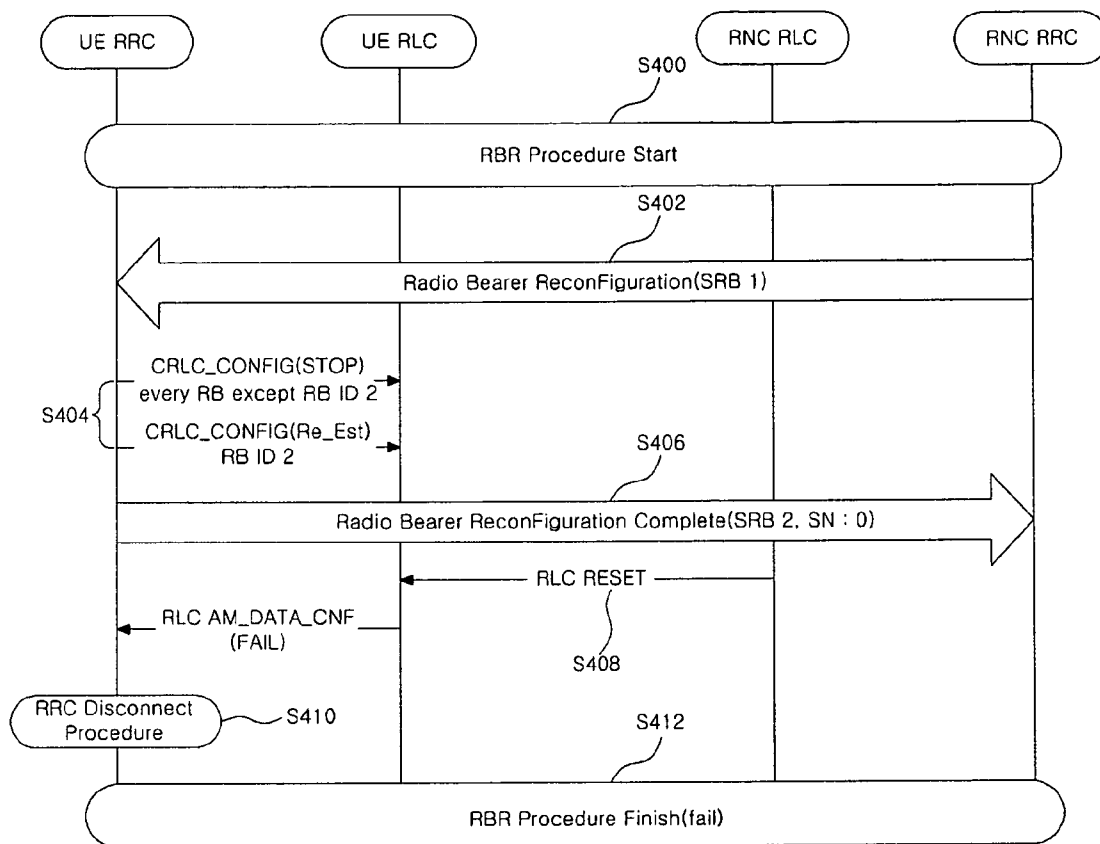 UE RRC
UE RLC
RNC RLC
RNC RRC
S400
RBR Procedure Start
S402
Radio Bearer ReconFiguration(SRB 1)
CRLC_CONFIG(STOP)
every RB except RB ID 2
S404
CRLC_CONFIG(Re_Est)
RB ID 2
S406
Radio Bearer ReconFiguration Complete(SRB 2, SN : 0)
RLC RESET
RLC AM_DATA_CNF
(FAIL)
S408
RRC Disconnect
Procedure
S410
S412
RBR Procedure Finish(fail)